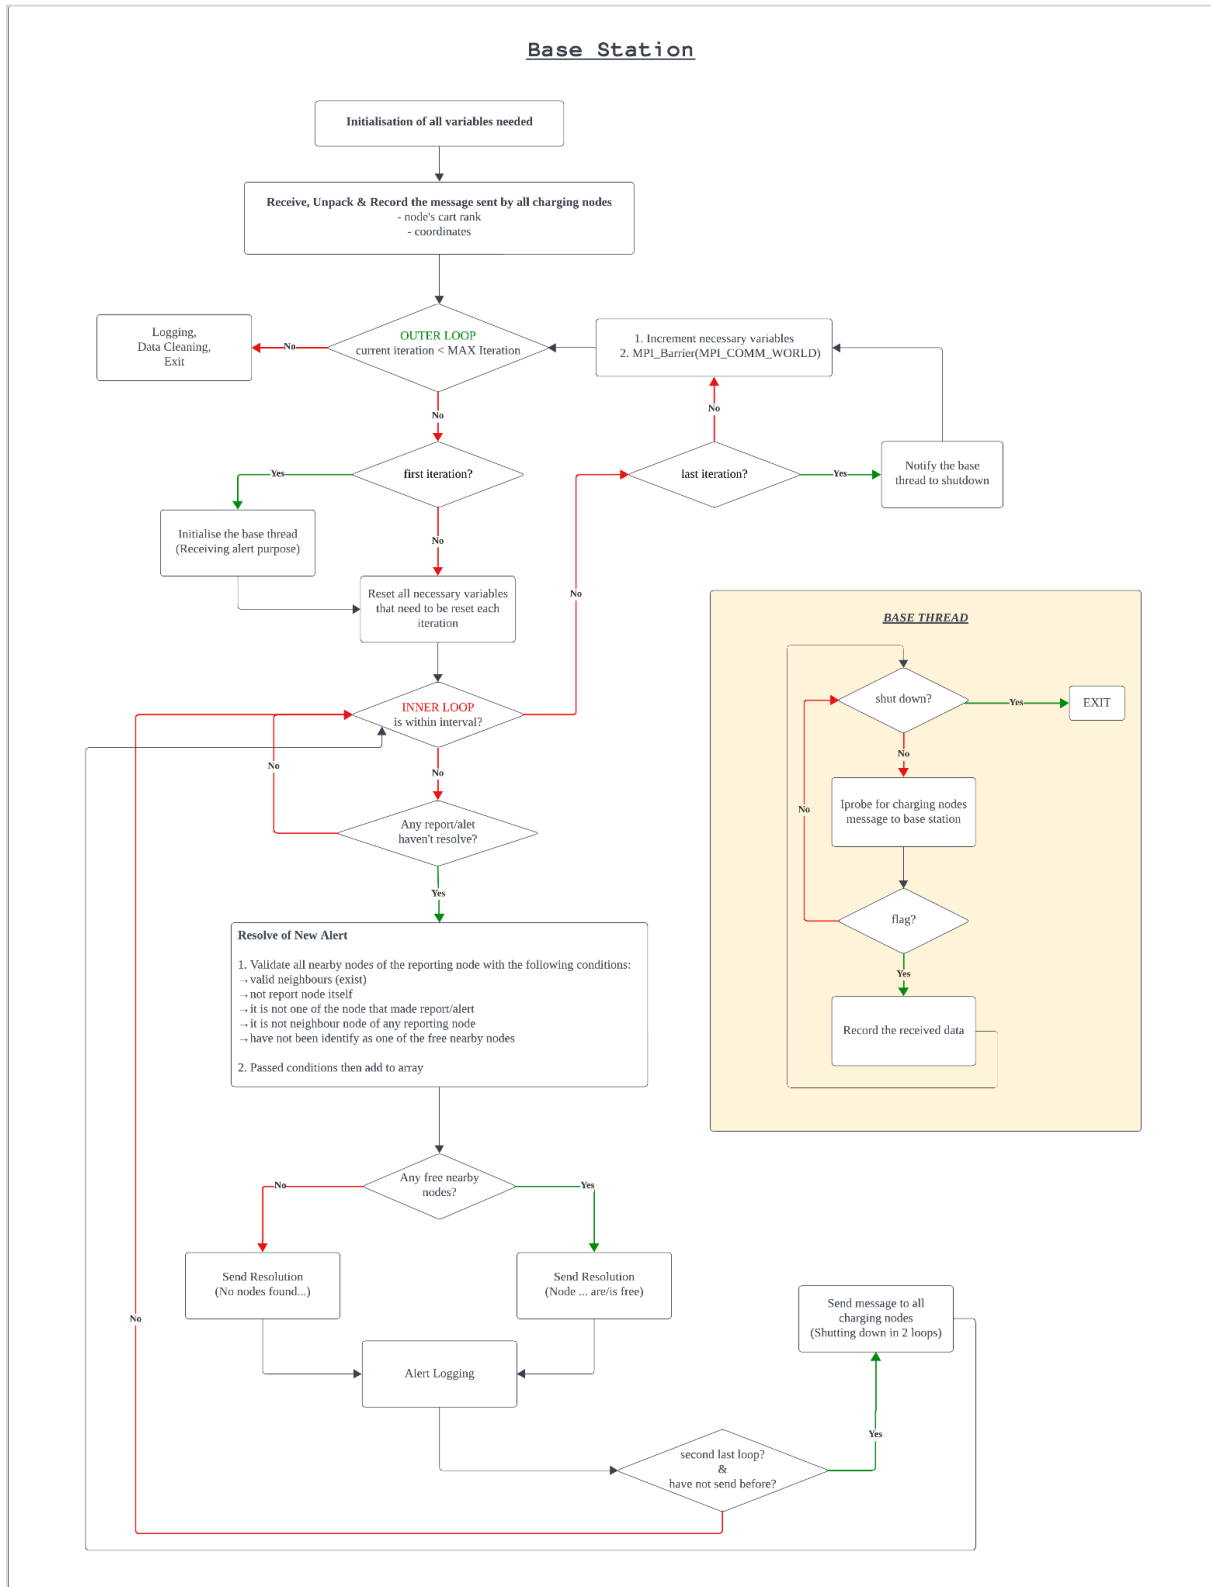 Base Station
Initialisation of all variables needed
Receive, Unpack & Record the message sent by all charging nodes
- node's cart rank
- coordinates
OUTER LOOP
current iteration < MAX Iteration
No
Logging,
Data Cleaning,
Exit
1. Increment necessary variables
2. MPI_Barrier(MPI_COMM_WORLD)
No
No
first iteration?
Yes
last iteration?
Yes
Notify the base
thread to shutdown
Initialise the base thread
(Receiving alert purpose)
No
Reset all necessary variables
that need to be reset each
iteration
No
INNER LOOP
is within interval?
No
No
Any report/alet
haven't resolve?
Yes
Resolve of New Alert
1. Validate all nearby nodes of the reporting node with the following conditions:
→valid neighbours (exist)
→not report node itself
→it is not one of the node that made report/alert
→it is not neighbour node of any reporting node
→have not been identify as one of the free nearby nodes
2. Passed conditions then add to array
Any free nearby
nodes?
No
Yes
Send Resolution
(No nodes found...)
Send Resolution
(Node ... are/is free)
Alert Logging
No
second last loop?
&
have not send before?
Yes
Send message to all
charging nodes
(Shutting down in 2 loops)
BASE THREAD
shut down?
Yes
EXIT
No
Iprobe for charging nodes
message to base station
No
flag?
Yes
Record the received data